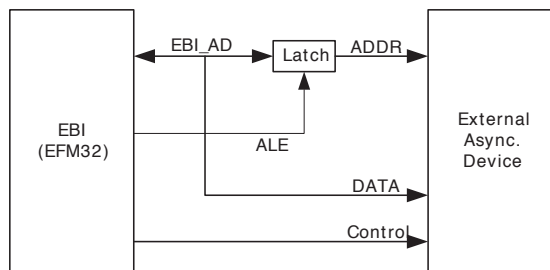 EBI_AD
Latch
ADDR
EBI
(EFM32)
ALE
External
Async.
Device
DATA
Control